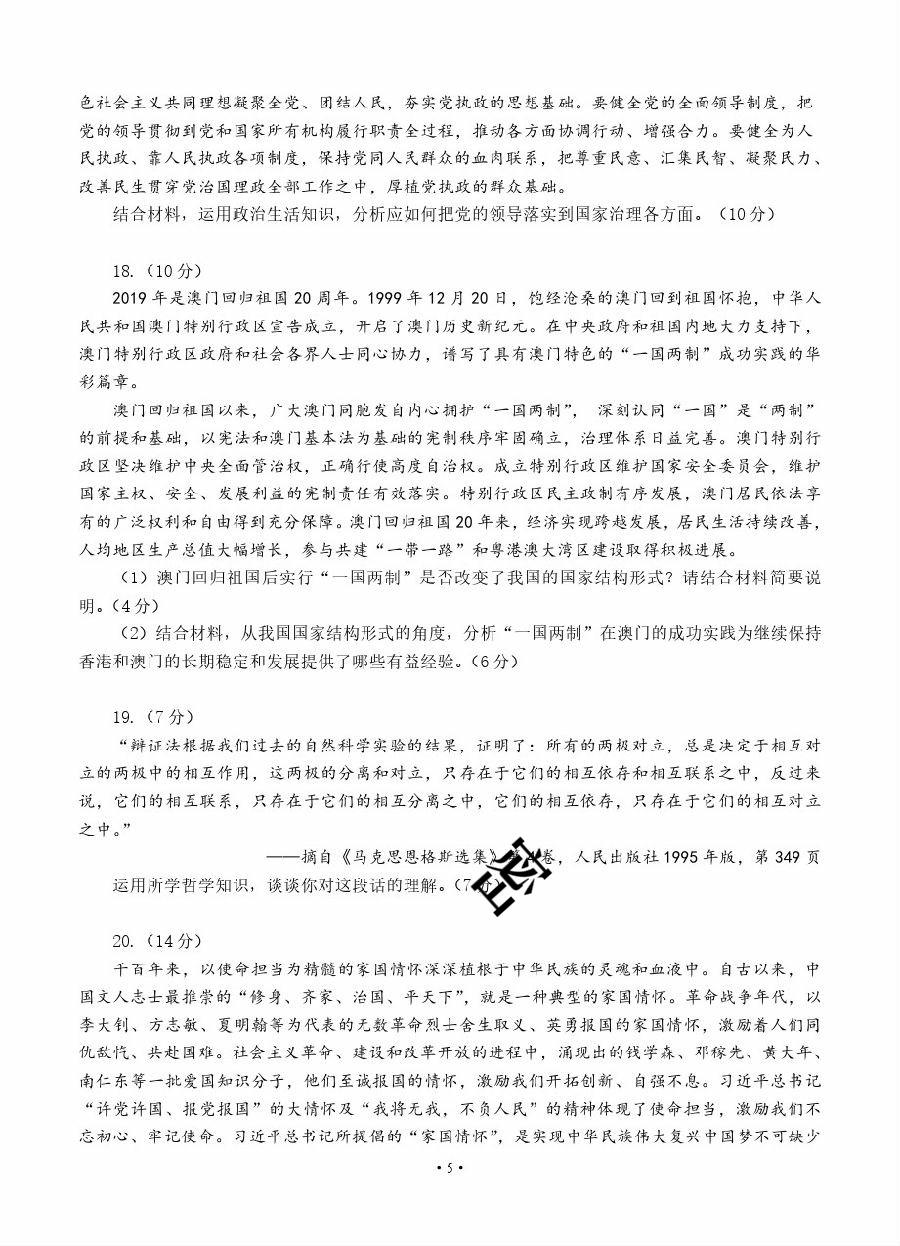 色社会主义共同理想凝聚全党、团结人民，夯实党执政的思想基础。要健全党的全面领导制度，把
党的领导贯彻到党和国家所有机构履行职责全过程，推动各方面协调行动、增强合力。要健全为人
民执政、靠人民执政各项制度，保持党同人民群众的血肉联系，把尊重民意、汇集民智、凝聚民力、
改善民生贯穿党治国理政全部工作之中，厚植党执政的群众基础。
结合材料，运用政治生活知识，分析应如何把党的领导落实到国家治理各方面。（10 分）
18.（10 分）
2019 年是澳门回归祖国 20 周年。1999 年 12 月 20 日，饱经沧桑的澳门回到祖国怀抱，中华人
民共和国澳门特别行政区宣告成立，开启了澳门历史新纪元。在中央政府和祖国内地大力支持下，
澳门特别行政区政府和社会各界人士同心协力，谱写了具有澳门特色的“一国两制”成功实践的华
彩篇章。
澳门回归祖国以来，广大澳门同胞发自内心拥护“一国两制”， 深刻认同“一国”是“两制”
的前提和基础，以宪法和澳门基本法为基础的宪制秩序牢固确立，治理体系日益完善。澳门特别行
政区坚决维护中央全面管治权，正确行使高度自治权。成立特别行政区维护国家安全委员会，维护
国家主权、安全、发展利益的宪制责任有效落实。特别行政区民主政制有序发展，澳门居民依法享
有的广泛权利和自由得到充分保障。澳门回归祖国 20 年来，经济实现跨越发展，居民生活持续改善，
人均地区生产总值大幅增长，参与共建“一带一路”和粤港澳大湾区建设取得积极进展。
（1）澳门回归祖国后实行“一国两制”是否改变了我国的国家结构形式？请结合材料简要说
明。（4 分）
（2）结合材料，从我国国家结构形式的角度，分析“一国两制”在澳门的成功实践为继续保持
香港和澳门的长期稳定和发展提供了哪些有益经验。（6 分）
19.（7 分）
“辩证法根据我们过去的自然科学实验的结果，证明了：所有的两极对立，总是决定于相互对
立的两极中的相互作用，这两极的分离和对立，只存在于它们的相互依存和相互联系之中，反过来
说，它们的相互联系，只存在于它们的相互分离之中，它们的相互依存，只存在于它们的相互对立
之中。”
——摘自《马克思恩格斯选集》第 4 卷，人民出版社 1995 年版，第 349 页
运用所学哲学知识，谈谈你对这段话的理解。（7 分）
密
20.（14 分）
千百年来，以使命担当为精髓的家国情怀深深植根于中华民族的灵魂和血液中。自古以来，中
国文人志士最推崇的“修身、齐家、治国、平天下”，就是一种典型的家国情怀。革命战争年代，以
李大钊、方志敏、夏明翰等为代表的无数革命烈士舍生取义、英勇报国的家国情怀，激励着人们同
仇敌忾、共赴国难。社会主义革命、建设和改革开放的进程中，涌现出的钱学森、邓稼先、黄大年、
南仁东等一批爱国知识分子，他们至诚报国的情怀，激励我们开拓创新、自强不息。习近平总书记
“许党许国、报党报国”的大情怀及“我将无我，不负人民”的精神体现了使命担当，激励我们不
忘初心、牢记使命。习近平总书记所提倡的“家国情怀”，是实现中华民族伟大复兴中国梦不可缺少
· 5 ·